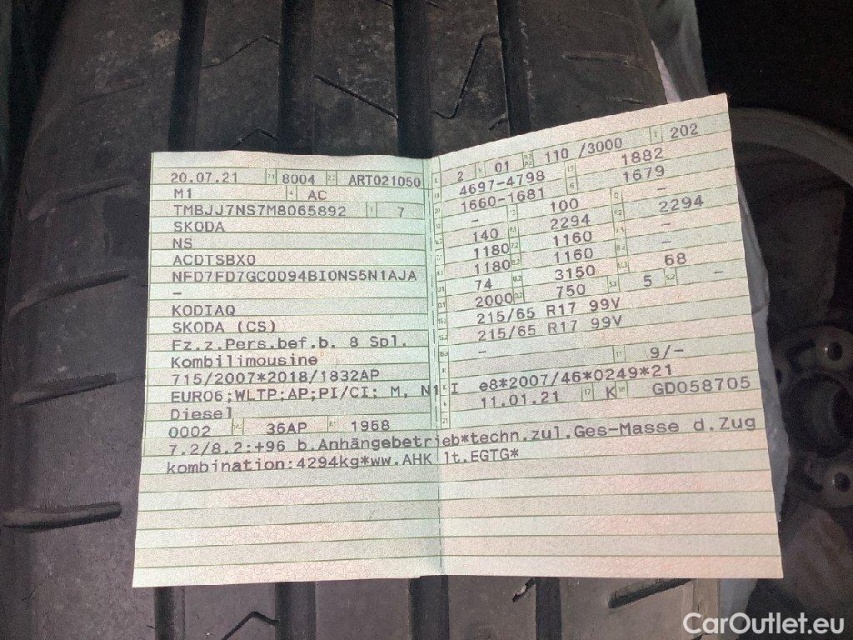 20.07.21 8004 ART021050
M1 AC
TMBJJ7NS7M8065892 7
SKODA
NS
ACDTSBX0
NFD7FD7GC0094BI0NS5N1AJA
-
KODIAQ
SKODA (CS)
Fz.z.Pers.bef.b. 8 Spl.
Kombilimousine
715/2007*2018/1832AP
EURO6;WLTP;AP;PI/CI; M, N1 I
Diesel
0002 36AP 1968
2 01 110 /3000 202
4697-4798 1882
1660-1681 1679
- 100 -
140 2294 2294
1180 1160 -
1180 1160 -
74 3150 68
2000 750 5 -
215/65 R17 99V
215/65 R17 99V
-
9/-
e8*2007/46*0249*21
11.01.21 K GD058705
7.2/8.2:+96 b.Anhängebetrieb*techn.zul.Ges-Masse d.Zug
kombination:4294kg*ww.AHK lt.EGTG*
CarOutlet.eu